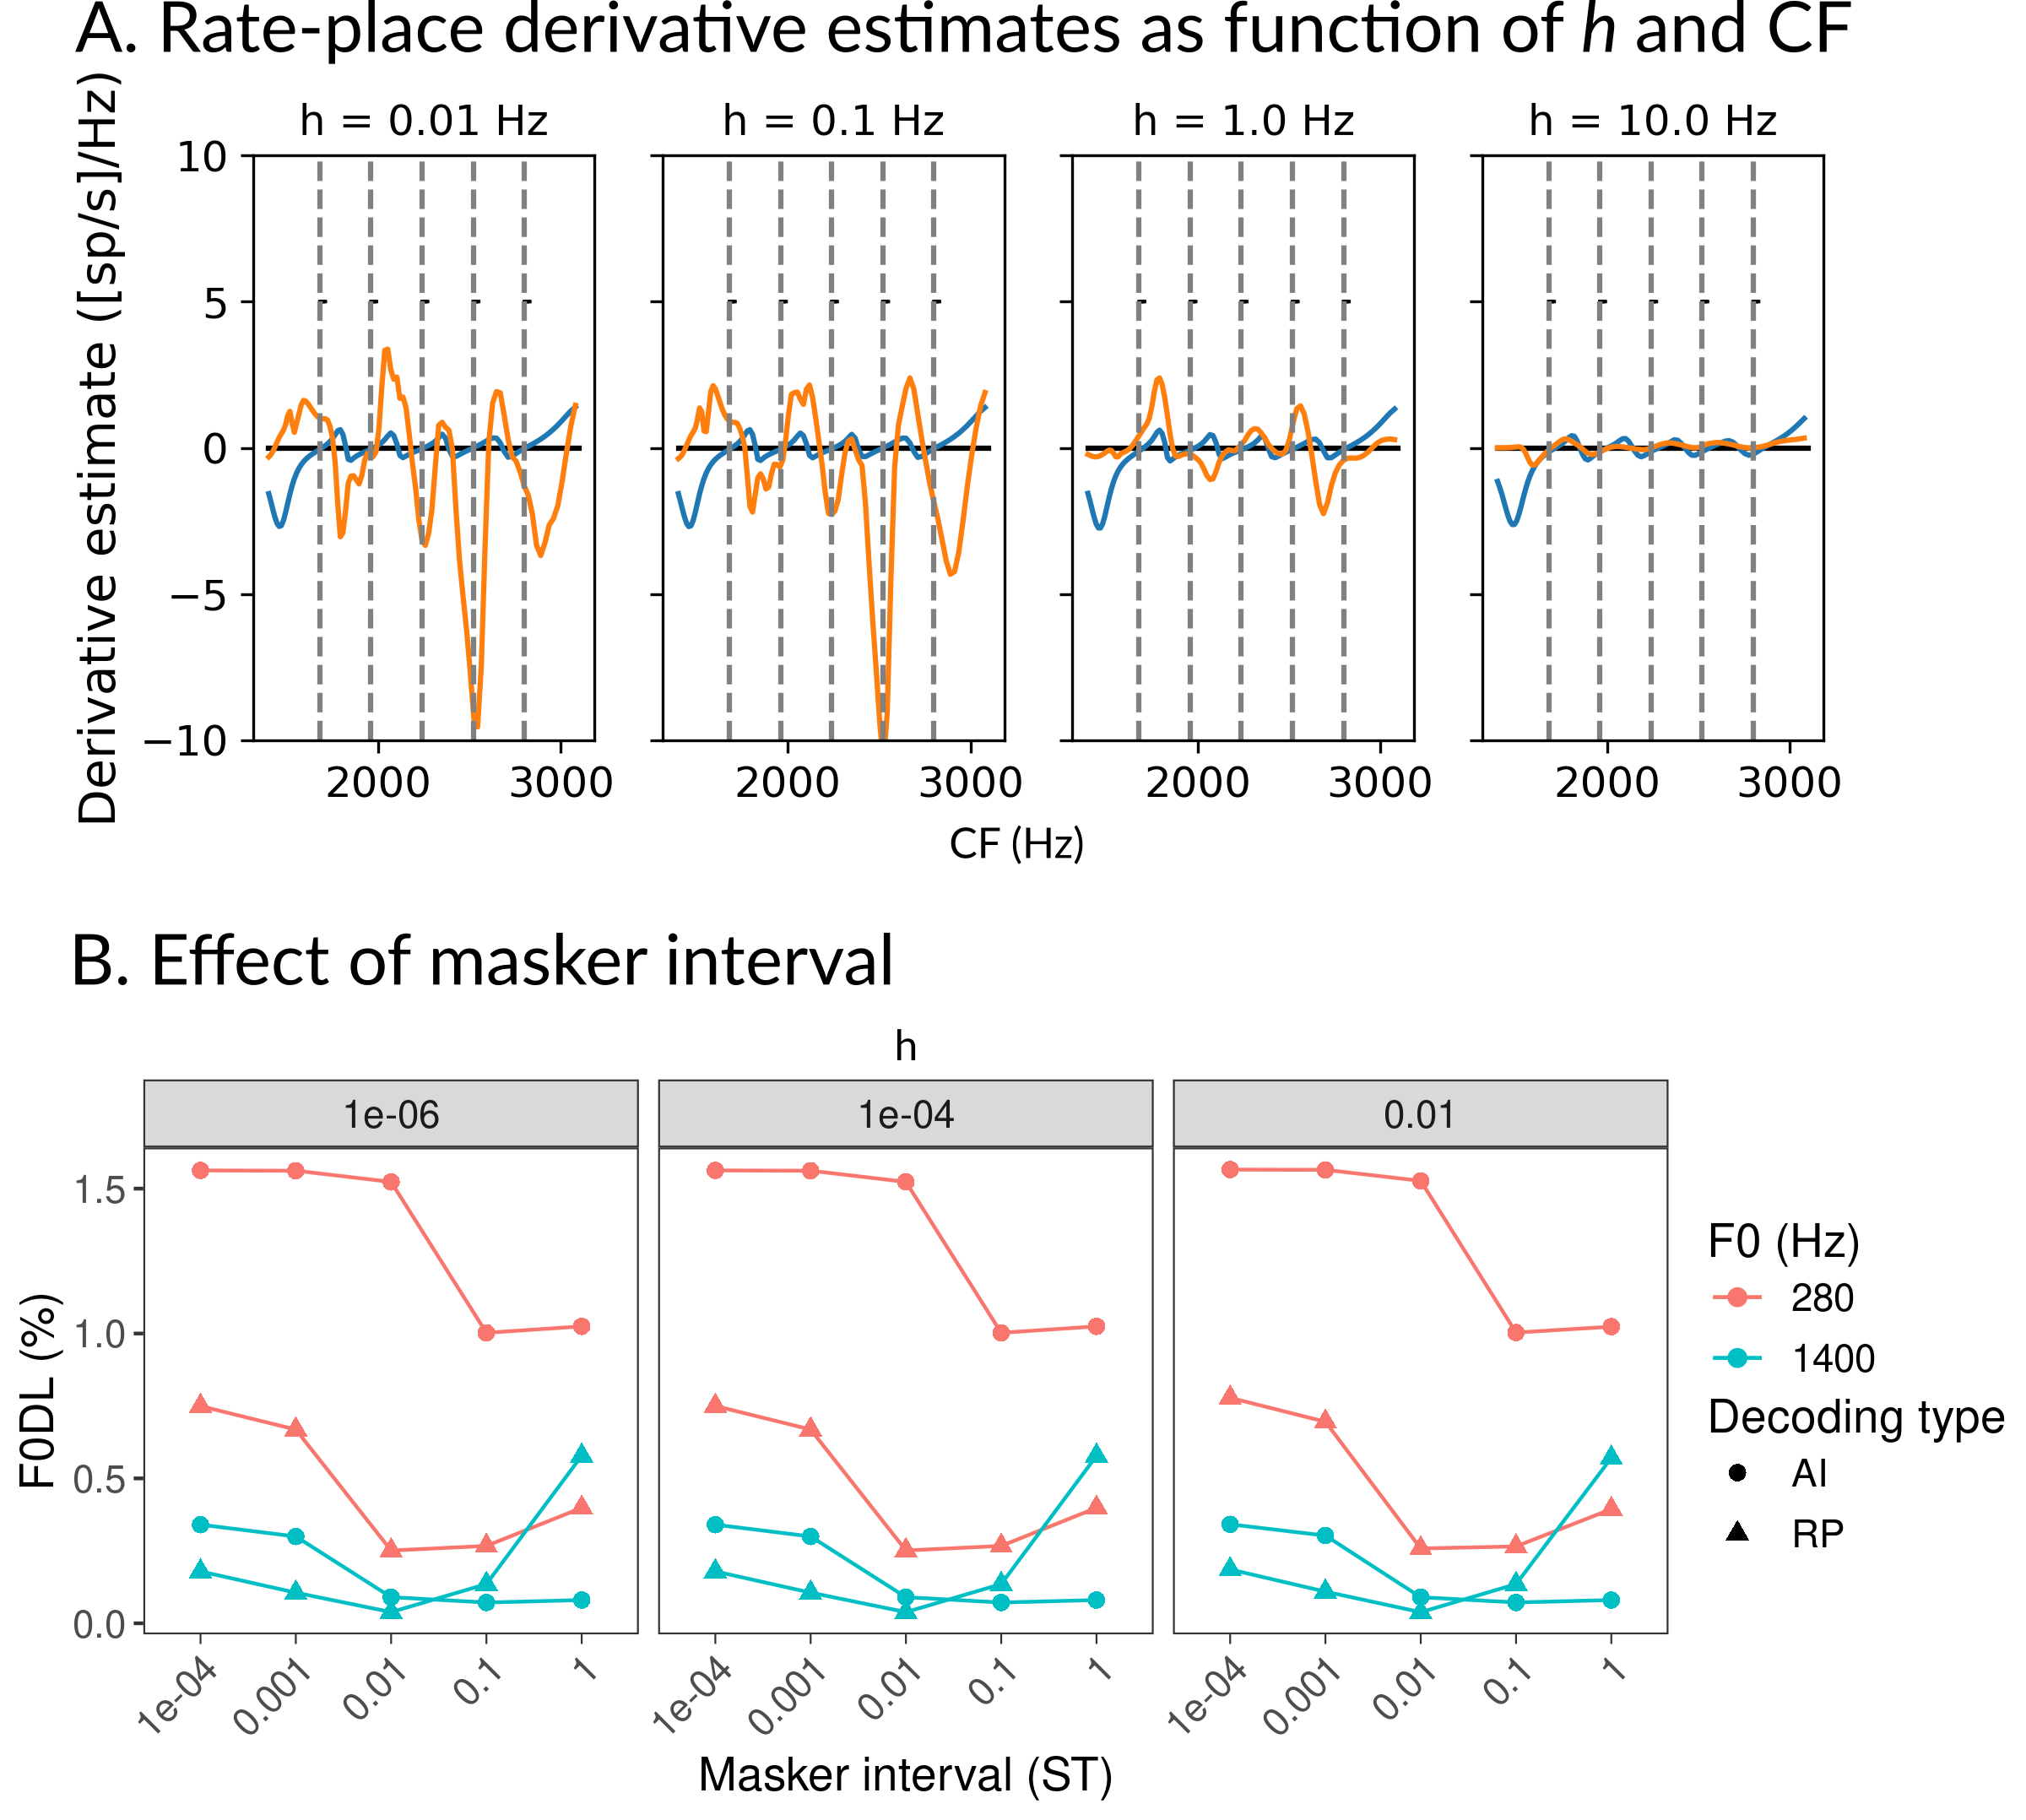 A. Rate-place derivative estimates as function of h and CF
Derivative estimate ([sp/s]/Hz)
h = 0.01 Hz
h = 0.1 Hz
h = 1.0 Hz
h = 10.0 Hz
10
5
0
−5
−10
2000 3000
2000 3000
2000 3000
2000 3000
CF (Hz)
B. Effect of masker interval
h
1e-06
1e-04
0.01
F0DL (%)
1.5
1.0
0.5
0.0
1e-04 0.001 0.01 0.1 1
1e-04 0.001 0.01 0.1 1
1e-04 0.001 0.01 0.1 1
Masker interval (ST)
F0 (Hz)
280
1400
Decoding type
AI
RP